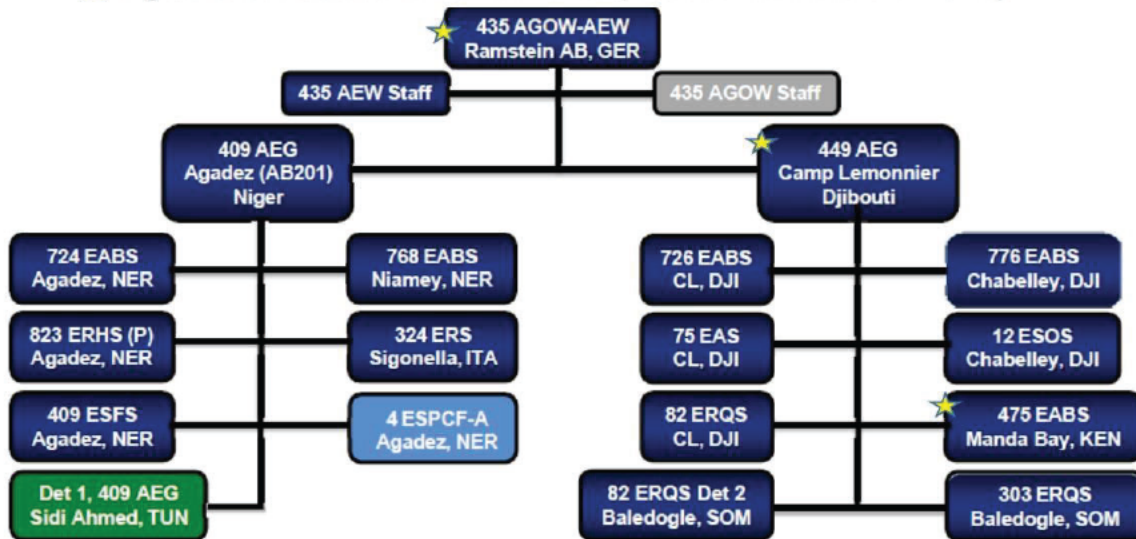 435 AGOW-AEW
Ramstein AB, GER
435 AEW Staff
435 AGOW Staff
409 AEG
Agadez (AB201)
Niger
449 AEG
Camp Lemonnier
Djibouti
724 EABS
Agadez, NER
768 EABS
Niamey, NER
726 EABS
CL, DJI
776 EABS
Chabelley, DJI
823 ERHS (P)
Agadez, NER
324 ERS
Sigonella, ITA
75 EAS
CL, DJI
12 ESOS
Chabelley, DJI
409 ESFS
Agadez, NER
4 ESPCF-A
Agadez, NER
82 ERQS
CL, DJI
475 EABS
Manda Bay, KEN
Det 1, 409 AEG
Sidi Ahmed, TUN
82 ERQS Det 2
Baledogle, SOM
303 ERQS
Baledogle, SOM